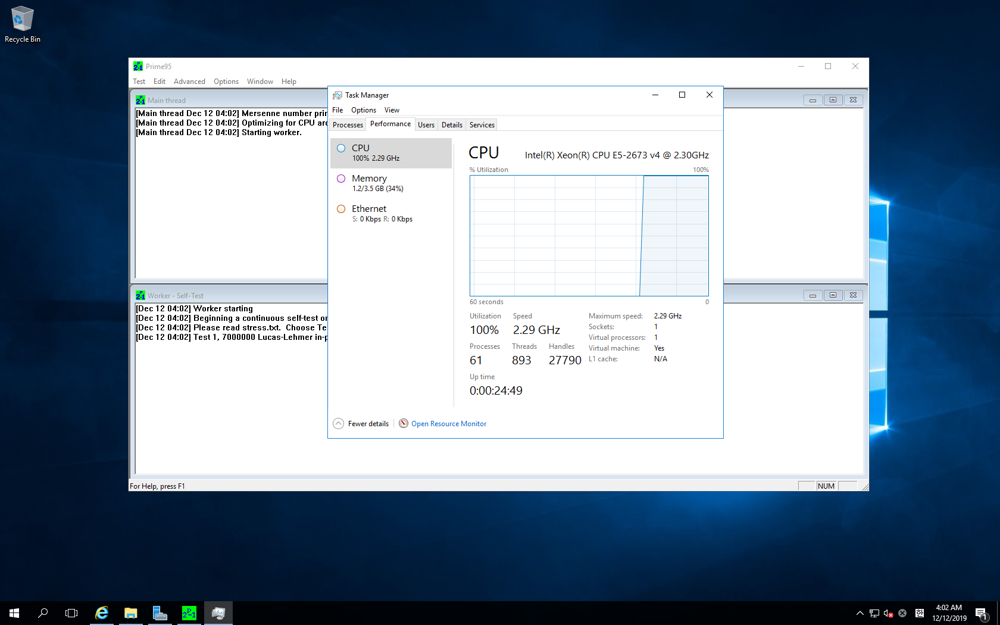 Recycle Bin
Prime95
Test Edit Advanced Options Window Help
Main thread
[Main thread Dec 12 04:02] Mersenne number prin
[Main thread Dec 12 04:02] Optimizing for CPU arc
[Main thread Dec 12 04:02] Starting worker.
Worker - Self-Test
[Dec 12 04:02] Worker starting
[Dec 12 04:02] Beginning a continuous self-test on
[Dec 12 04:02] Please read stress.txt.  Choose Te
[Dec 12 04:02] Test 1, 7000000 Lucas-Lehmer in-p
For Help, press F1
NUM
Task Manager
File Options View
Processes Performance Users Details Services
CPU
100% 2.29 GHz
Memory
1.2/3.5 GB (34%)
Ethernet
S: 0 Kbps R: 0 Kbps
CPU Intel(R) Xeon(R) CPU E5-2673 v4 @ 2.30GHz
% Utilization 100%
60 seconds 0
Utilization Speed
100% 2.29 GHz
Processes Threads Handles
61 893 27790
Up time
0:00:24:49
Maximum speed: 2.29 GHz
Sockets: 1
Virtual processors: 1
Virtual machine: Yes
L1 cache: N/A
Fewer details Open Resource Monitor
4:02 AM
12/12/2019
1